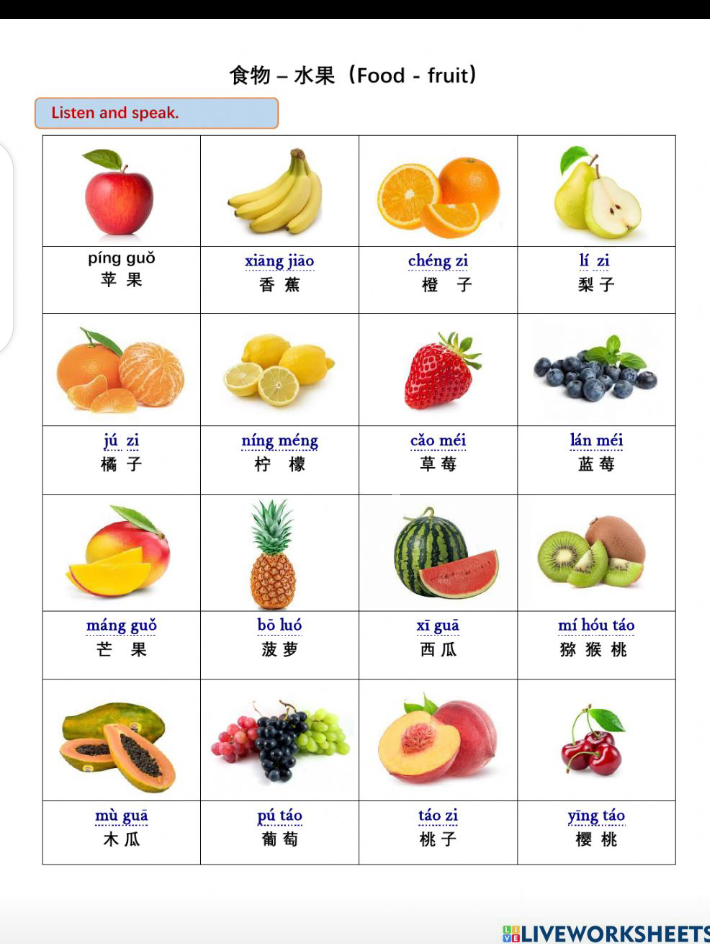 食物 – 水果（Food - fruit）
Listen and speak.
píng guǒ
苹 果
xiāng jiāo
香 蕉
chéng zi
橙 子
lí zi
梨 子
jú zi
橘 子
níng méng
柠 檬
cǎo méi
草 莓
lán méi
蓝 莓
máng guǒ
芒 果
bō luó
菠 萝
xī guā
西 瓜
mí hóu táo
猕 猴 桃
mù guā
木 瓜
pú táo
葡 萄
táo zi
桃 子
yīng táo
樱 桃
LIVE LIVEWORKSHEETS